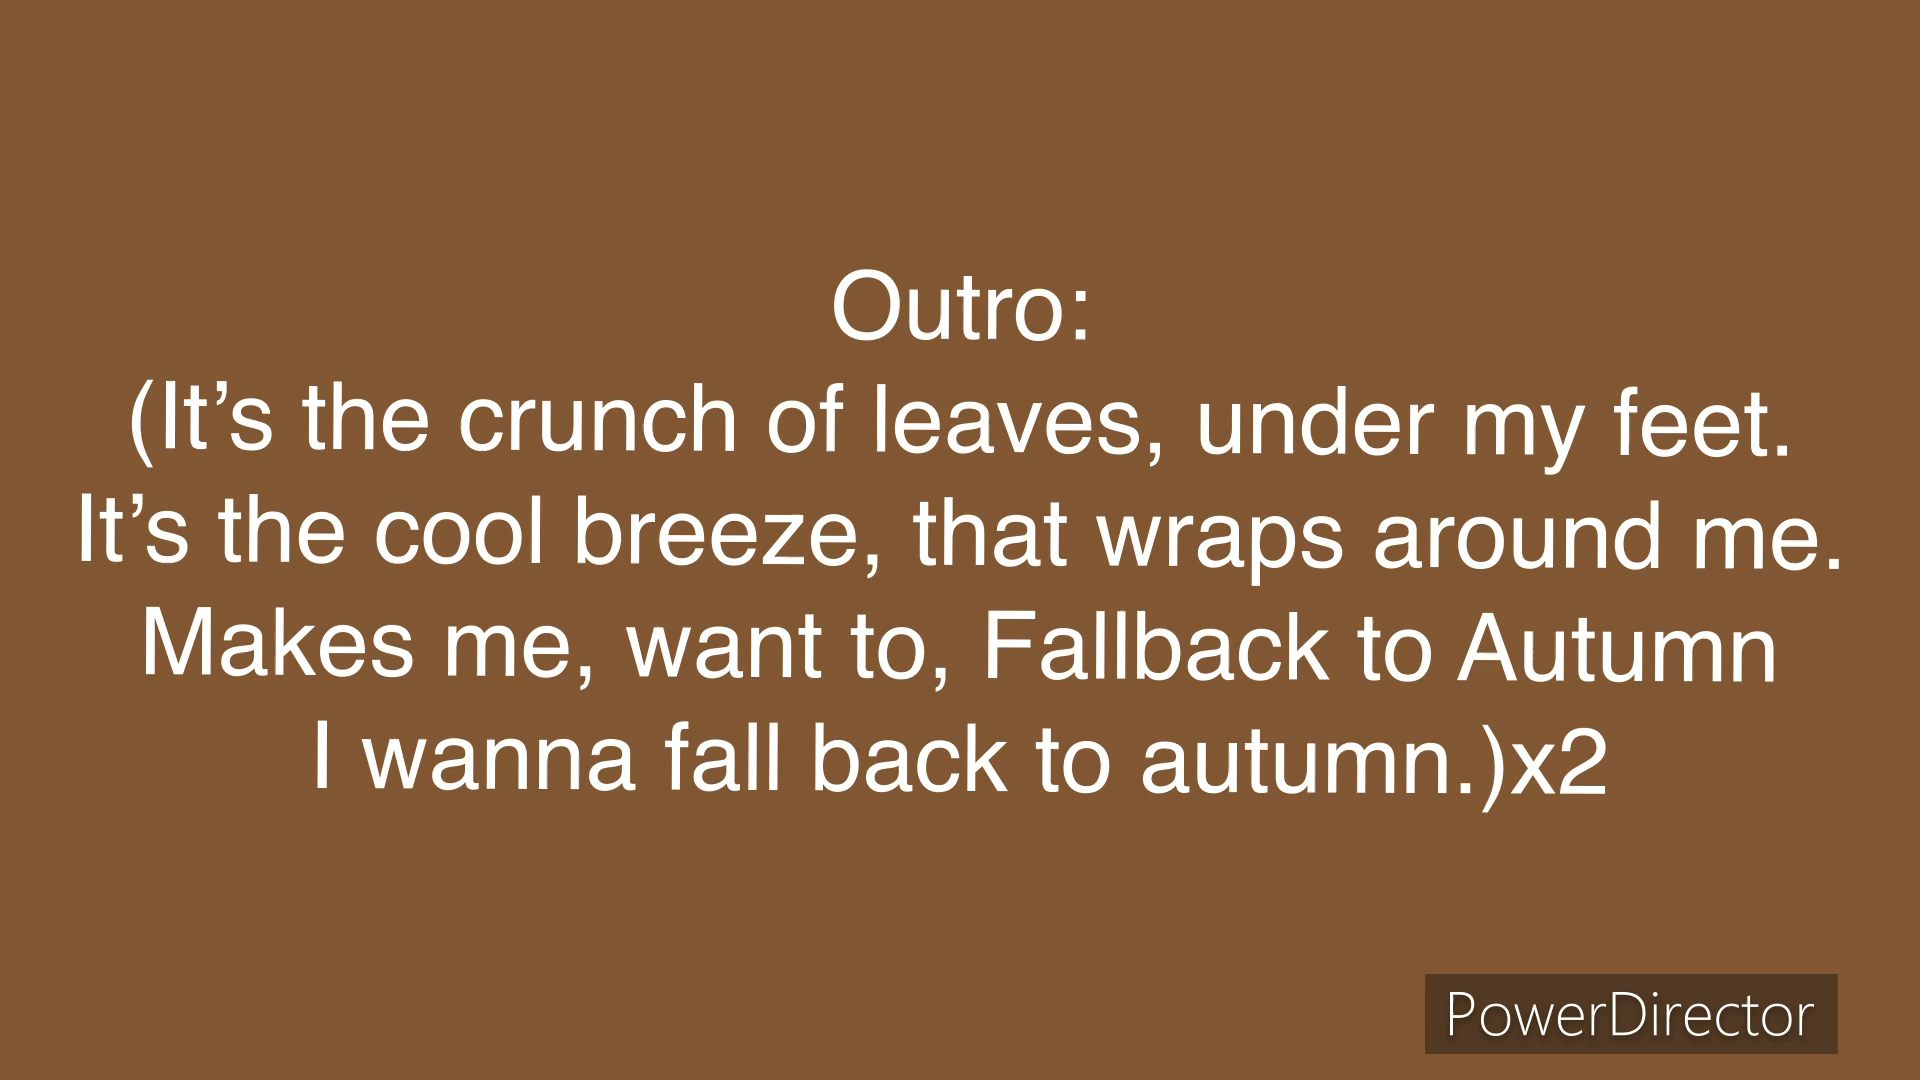 Outro:
(It’s the crunch of leaves, under my feet.
It’s the cool breeze, that wraps around me.
Makes me, want to, Fallback to Autumn
I wanna fall back to autumn.)x2
PowerDirector